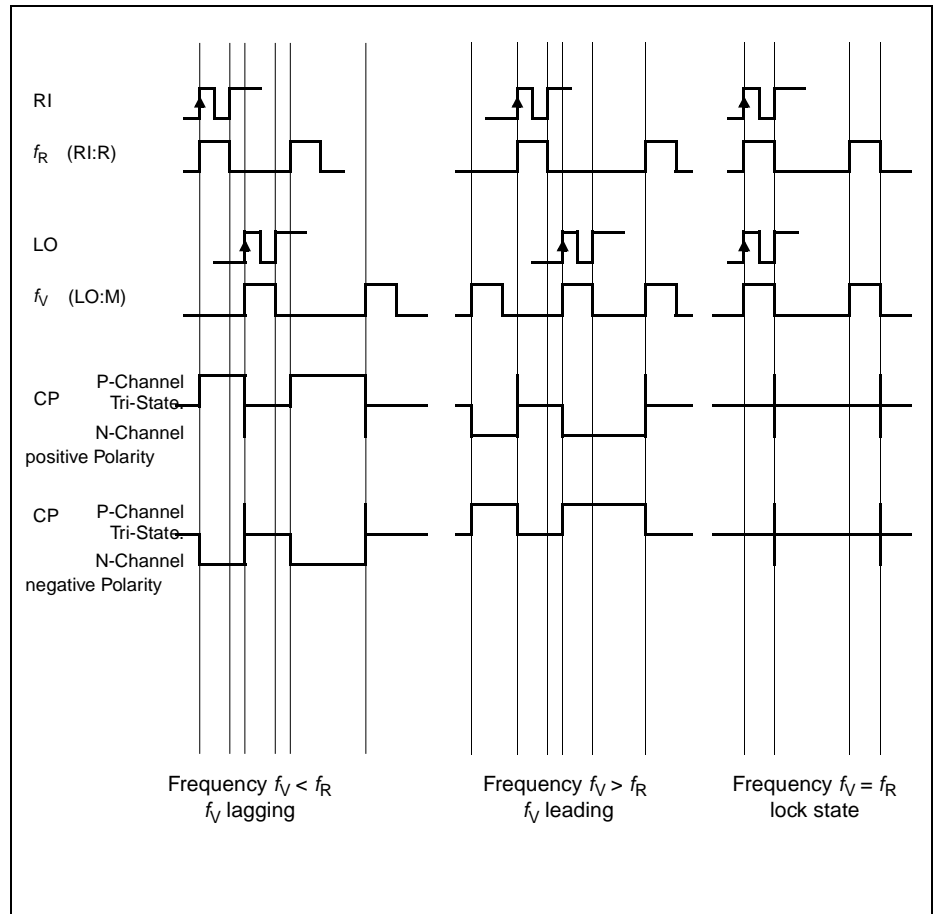 RI
fR (RI:R)
LO
fV (LO:M)
P-Channel
CP Tri-State.
N-Channel
positive Polarity
P-Channel
CP Tri-State.
N-Channel
negative Polarity
Frequency fV < fR
fV lagging
Frequency fV > fR
fV leading
Frequency fV = fR
lock state